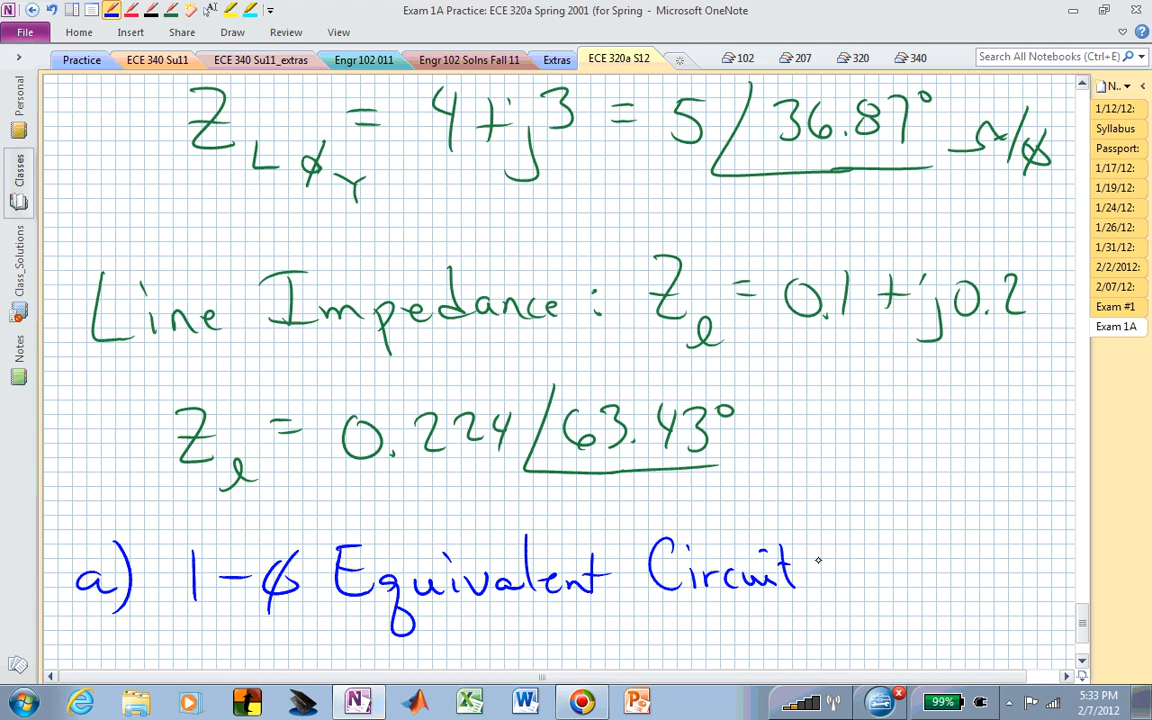 Exam 1A Practice: ECE 320a Spring 2001 (for Spring - Microsoft OneNote
File Home Insert Share Draw Review View
Practice ECE 340 Su11 ECE 340 Su11_extras Engr 102 011 Engr 102 Solns Fall 11 Extras ECE 320a S12 102 207 320 340 Search All Notebooks (Ctrl+E)
N..
Personal
Classes
Class_Solutions
Notes
Z LφY = 4 + j3 = 5 ∠36.87° Ω/φ
Line Impedance: Zl = 0.1 + j0.2
Zl = 0.224 ∠63.43°
a) 1-φ Equivalent Circuit
1/12/12:
Syllabus
Passport:
1/17/12:
1/19/12:
1/24/12:
1/26/12:
1/31/12:
2/2/2012:
2/07/12:
Exam #1
Exam 1A
99%
5:33 PM
2/7/2012